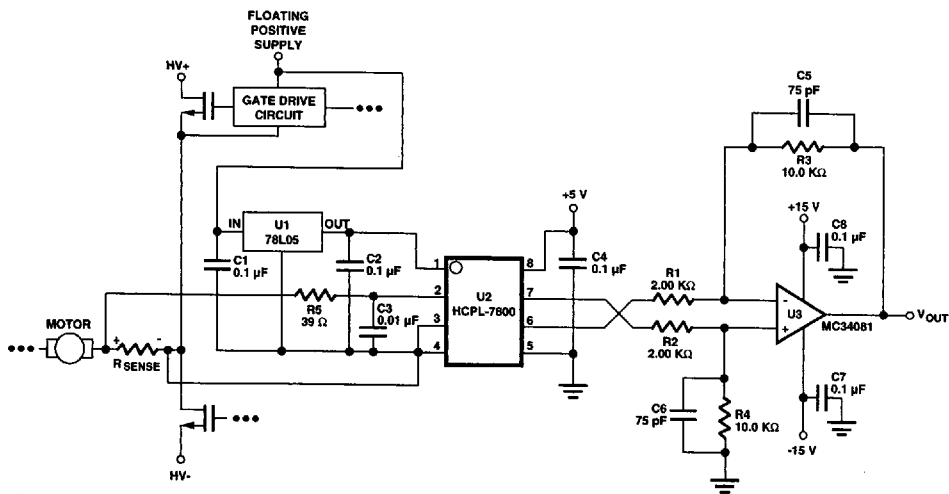 FLOATING
POSITIVE
SUPPLY
HV+
GATE DRIVE
CIRCUIT
C5
75 pF
R3
10.0 KΩ
+5 V
+15 V
IN
U1
78L05
OUT
C1
0.1 µF
C2
0.1 µF
C4
0.1 µF
C8
0.1 µF
1
2
3
4
U2
HCPL-7800
8
7
6
5
R1
2.00 KΩ
R5
39 Ω
C3
0.01 µF
-
+
U3
MC34081
VOUT
MOTOR
+
-
RSENSE
R2
2.00 KΩ
C7
0.1 µF
C6
75 pF
R4
10.0 KΩ
-15 V
HV-